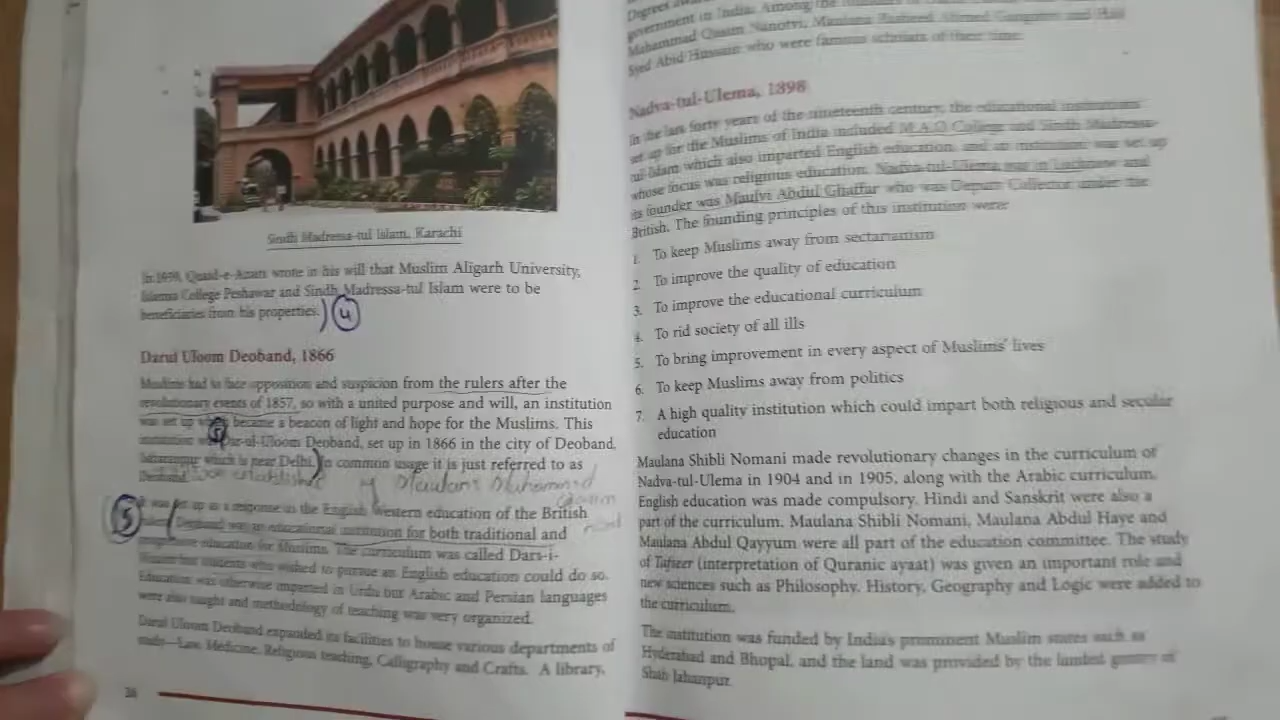 Sindh Madressa-tul Islam, Karachi
In 1939, Quaid-e-Azam wrote in his will that Muslim Aligarh University,
Islamia College Peshawar and Sindh Madressa-tul Islam were to be
beneficiaries from his properties.) 4
Darul Uloom Deoband, 1866
Muslims had to face opposition and suspicion from the rulers after the
revolutionary events of 1857, so with a united purpose and will, an institution
was set up became a beacon of light and hope for the Muslims. This
institution Dar-ul-Uloom Deoband, set up in 1866 in the city of Deoband,
which is near Delhi. In common usage it is just referred to as
Deoband. was established Maulana Muhammad
5
was set up as a response to the English Western education of the British
Deoband was an educational institution for both traditional and
education for Muslims. The curriculum was called Dars-i-
students who wished to pursue an English education could do so.
Education was otherwise imparted in Urdu but Arabic and Persian languages
were also taught and methodology of teaching was very organized.
Darul Uloom Deoband expanded its facilities to house various departments of
study—Law, Medicine, Religious teaching, Calligraphy and Crafts. A library,
38
government in India. Among the
Muhammad Qasim Nanotvi, Maulana Rasheed Ahmed and Haji
Syed Abid Hussain who were famous scholars of their time.
Nadva-tul-Ulema, 1898
In the last forty years of the nineteenth century, the educational institutions
set up for the Muslims of India included M.A.O College and Sindh Madressa-
tul-Islam which also imparted English education, and an institution was set up
whose focus was religious education. Nadva-tul-Ulema was in Lucknow and
its founder was Maulvi Abdul Ghaffar who was Deputy Collector under the
British. The founding principles of this institution were:
1. To keep Muslims away from sectarianism
2. To improve the quality of education
3. To improve the educational curriculum
4. To rid society of all ills
5. To bring improvement in every aspect of Muslims' lives
6. To keep Muslims away from politics
7. A high quality institution which could impart both religious and secular
education
Maulana Shibli Nomani made revolutionary changes in the curriculum of
Nadva-tul-Ulema in 1904 and in 1905, along with the Arabic curriculum,
English education was made compulsory. Hindi and Sanskrit were also a
part of the curriculum. Maulana Shibli Nomani, Maulana Abdul Haye and
Maulana Abdul Qayyum were all part of the education committee. The study
of Tafseer (interpretation of Quranic ayaat) was given an important role and
new sciences such as Philosophy, History, Geography and Logic were added to
the curriculum.
The institution was funded by India's prominent Muslim states such as
Hyderabad and Bhopal, and the land was provided by the landed gentry of
Shah Jahanpur.